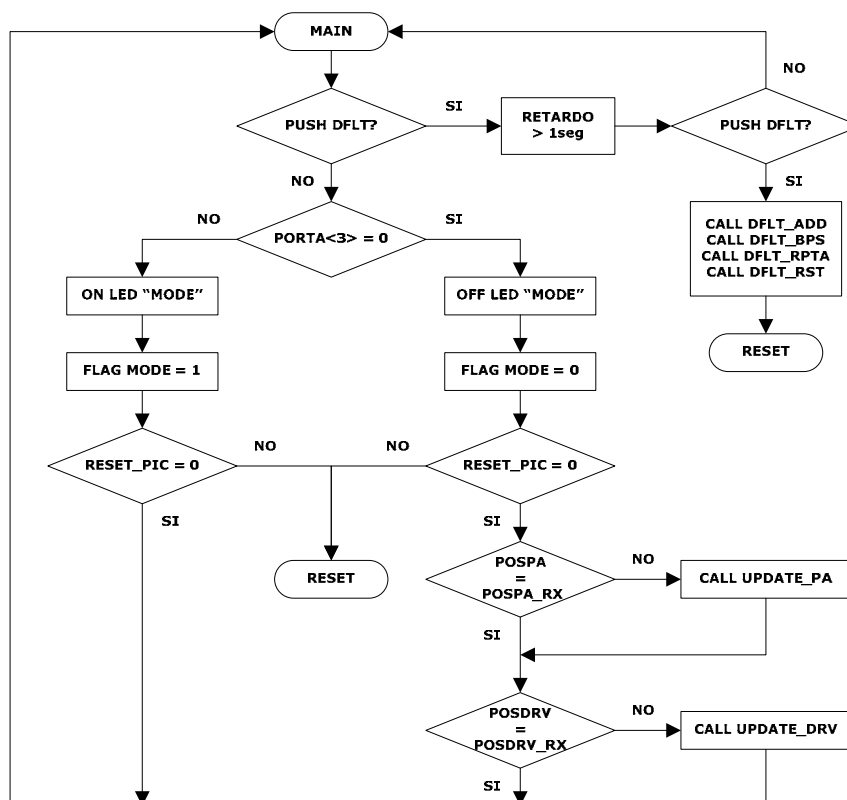 MAIN
NO
PUSH DFLT?
SI
RETARDO
> 1seg
PUSH DFLT?
NO
SI
NO
PORTA<3> = 0
SI
CALL DFLT_ADD
CALL DFLT_BPS
CALL DFLT_RPTA
CALL DFLT_RST
ON LED “MODE”
OFF LED “MODE”
RESET
FLAG MODE = 1
FLAG MODE = 0
RESET_PIC = 0
NO
NO
RESET_PIC = 0
SI
SI
RESET
POSPA
=
POSPA_RX
NO
CALL UPDATE_PA
SI
POSDRV
=
POSDRV_RX
NO
CALL UPDATE_DRV
SI